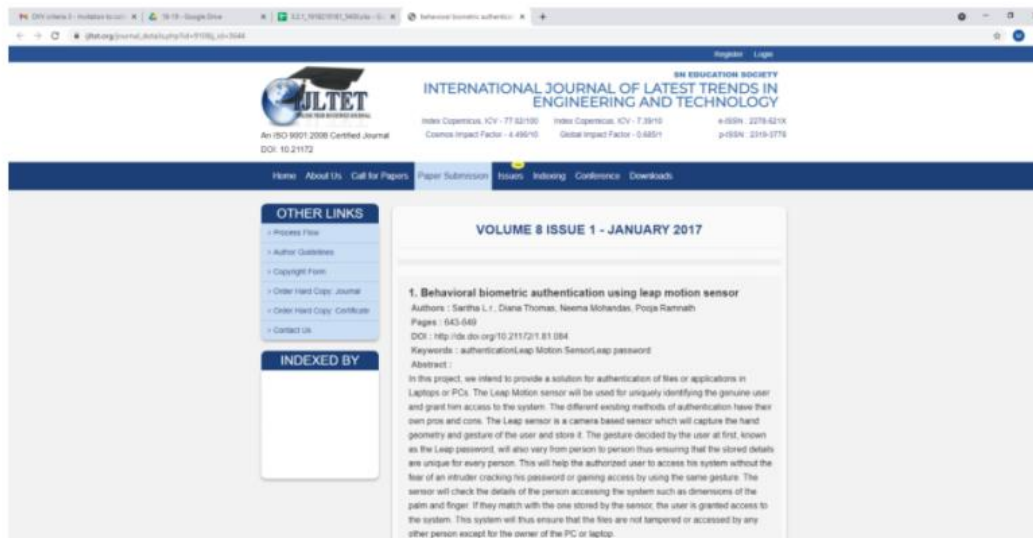 18-19 - Google Drive
behavioral biometric authentic
Register Login
IJLTET
An ISO 9001:2008 Certified Journal
DOI: 10.21172
SN EDUCATION SOCIETY
INTERNATIONAL JOURNAL OF LATEST TRENDS IN
ENGINEERING AND TECHNOLOGY
Index Copernicus, ICV - 77.52/100 Index Copernicus, ICV - 7.39/10 e-ISSN : 2278-621X
Cosmos Impact Factor - 4.496/10 Global Impact Factor - 0.685/1 p-ISSN : 2319-3778
Home About Us Call for Papers Paper Submission Issues Indexing Conference Downloads
OTHER LINKS
› Process Flow
› Author Guidelines
› Copyright Form
› Order Hard Copy: Journal
› Order Hard Copy: Certificate
› Contact Us
INDEXED BY
VOLUME 8 ISSUE 1 - JANUARY 2017
1. Behavioral biometric authentication using leap motion sensor
Authors : Saritha L.r., Diana Thomas, Neema Mohandas, Pooja Ramnath
Pages : 643-649
DOI : http://dx.doi.org/10.21172/1.81.084
Keywords : authenticationLeap Motion SensorLeap password
Abstract :
In this project, we intend to provide a solution for authentication of files or applications in
Laptops or PCs. The Leap Motion sensor will be used for uniquely identifying the genuine user
and grant him access to the system. The different existing methods of authentication have their
own pros and cons. The Leap sensor is a camera based sensor which will capture the hand
geometry and gesture of the user and store it. The gesture decided by the user at first, known
as the Leap password, will also vary from person to person thus ensuring that the stored details
are unique for every person. This will help the authorized user to access his system without the
fear of an intruder cracking his password or gaining access by using the same gesture. The
sensor will check the details of the person accessing the system such as dimensions of the
palm and finger. If they match with the one stored by the sensor, the user is granted access to
the system. This system will thus ensure that the files are not tampered or accessed by any
other person except for the owner of the PC or laptop.